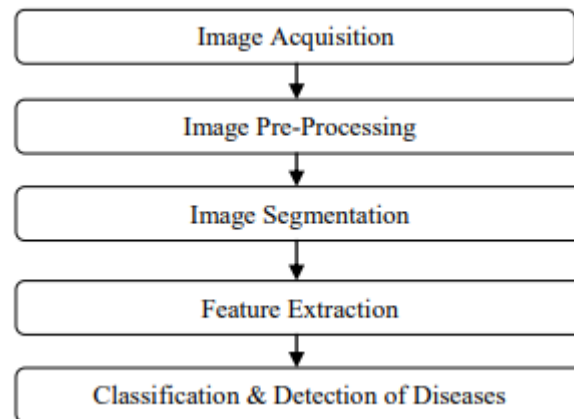 Image Acquisition
Image Pre-Processing
Image Segmentation
Feature Extraction
Classification & Detection of Diseases